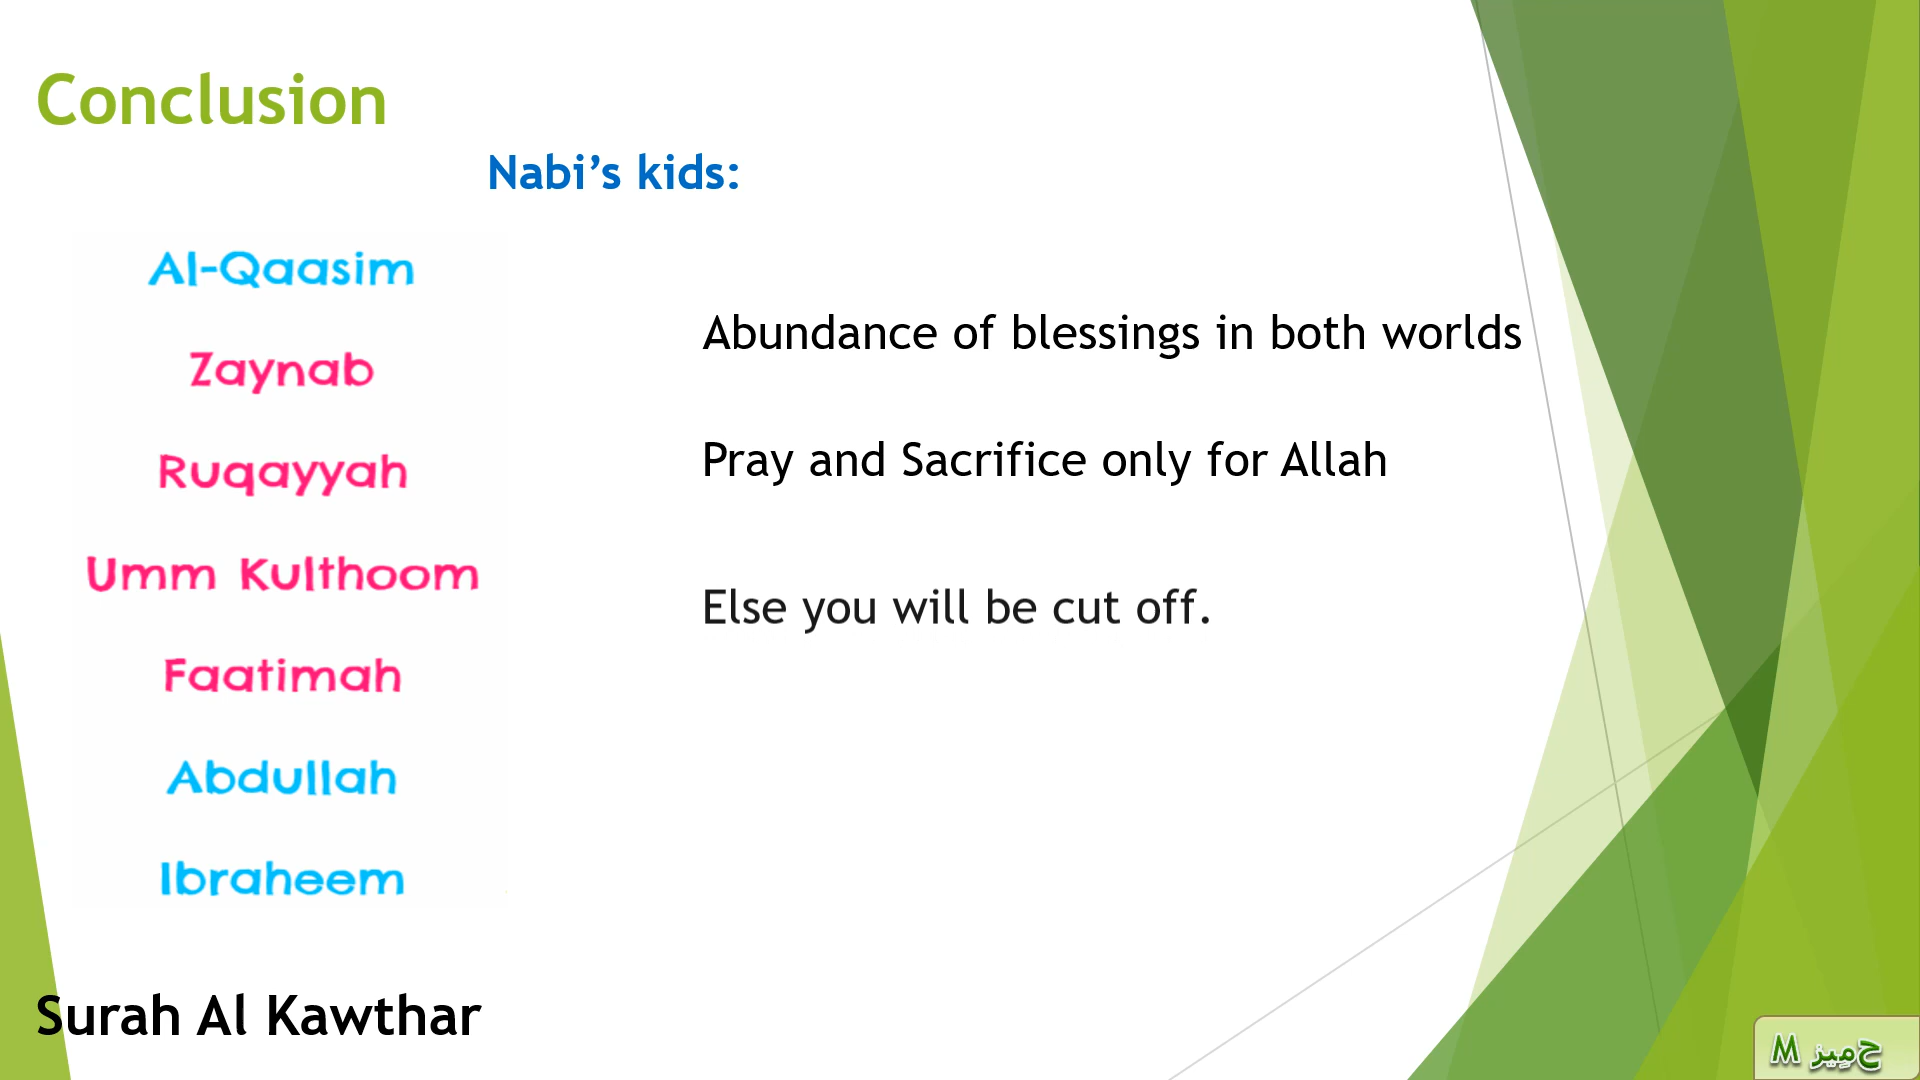 Conclusion
Nabi’s kids:
Al-Qaasim
Zaynab
Ruqayyah
Umm Kulthoom
Faatimah
Abdullah
Ibraheem
Abundance of blessings in both worlds
Pray and Sacrifice only for Allah
Else you will be cut off.
Surah Al Kawthar
M حمیز